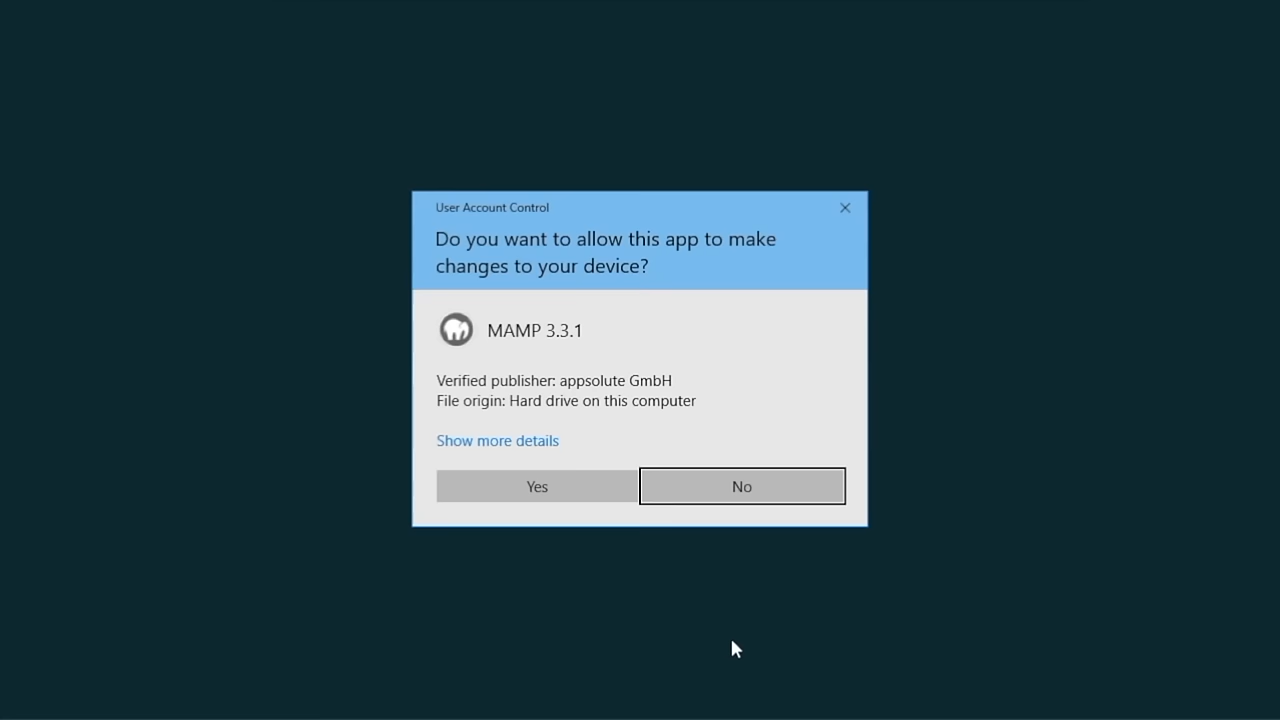 User Account Control
Do you want to allow this app to make
changes to your device?
MAMP 3.3.1
Verified publisher: appsolute GmbH
File origin: Hard drive on this computer
Show more details
Yes
No